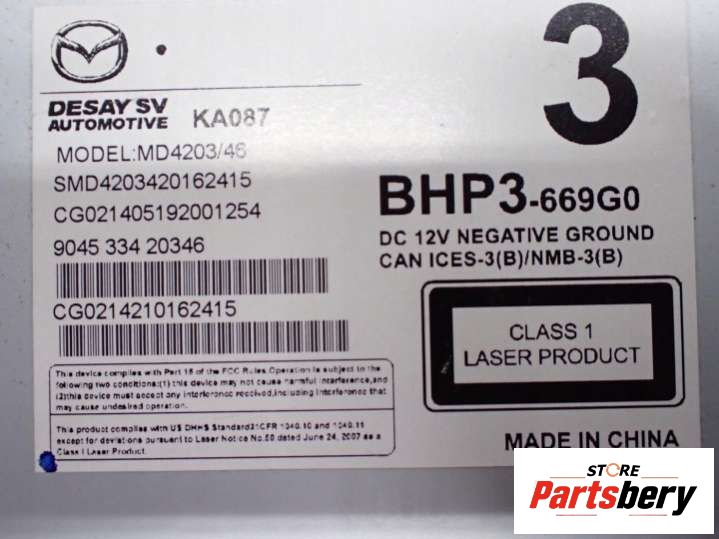 3
DESAY SV
AUTOMOTIVE
KA087
MODEL:MD4203/46
SMD4203420162415
CG021405192001254
9045 334 20346
CG0214210162415
BHP3-669G0
DC 12V NEGATIVE GROUND
CAN ICES-3(B)/NMB-3(B)
CLASS 1
LASER PRODUCT
This device complies with Part 15 of the FCC Rules.Operation is subject to the
following two conditions:(1) this device may not cause harmful interference,and
(2)this device must accept any interference received,including interference that
may cause undesired operation.
This product complies with US DHHS Standard21CFR 1040.10 and 1040.11
except for deviations pursuant to Laser Notice No.50 dated June 24, 2007 as a
Class I Laser Product.
MADE IN CHINA
STORE
Partsbery